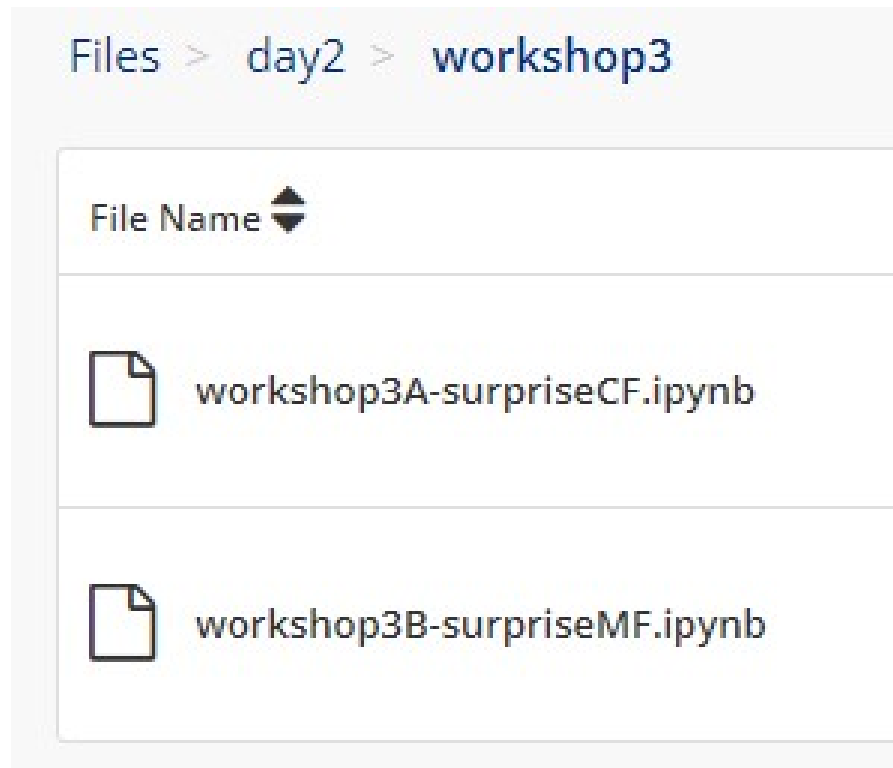 Files > day2 > workshop3
File Name
workshop3A-surpriseCF.ipynb
workshop3B-surpriseMF.ipynb